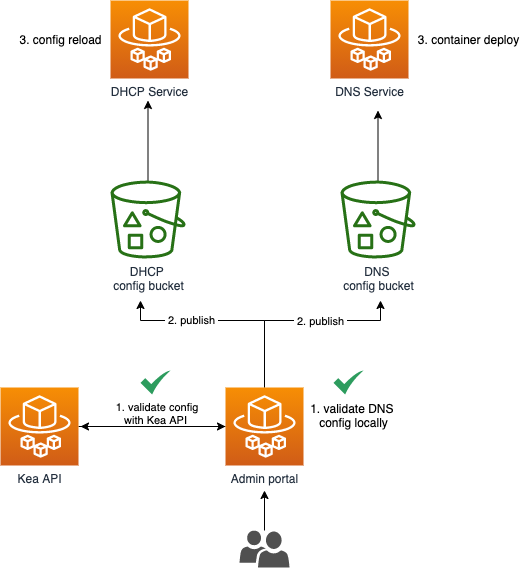 3. config reload
3. container deploy
DHCP Service
DNS Service
DHCP
config bucket
DNS
config bucket
2. publish
2. publish
1. validate config
with Kea API
1. validate DNS
config locally
Kea API
Admin portal